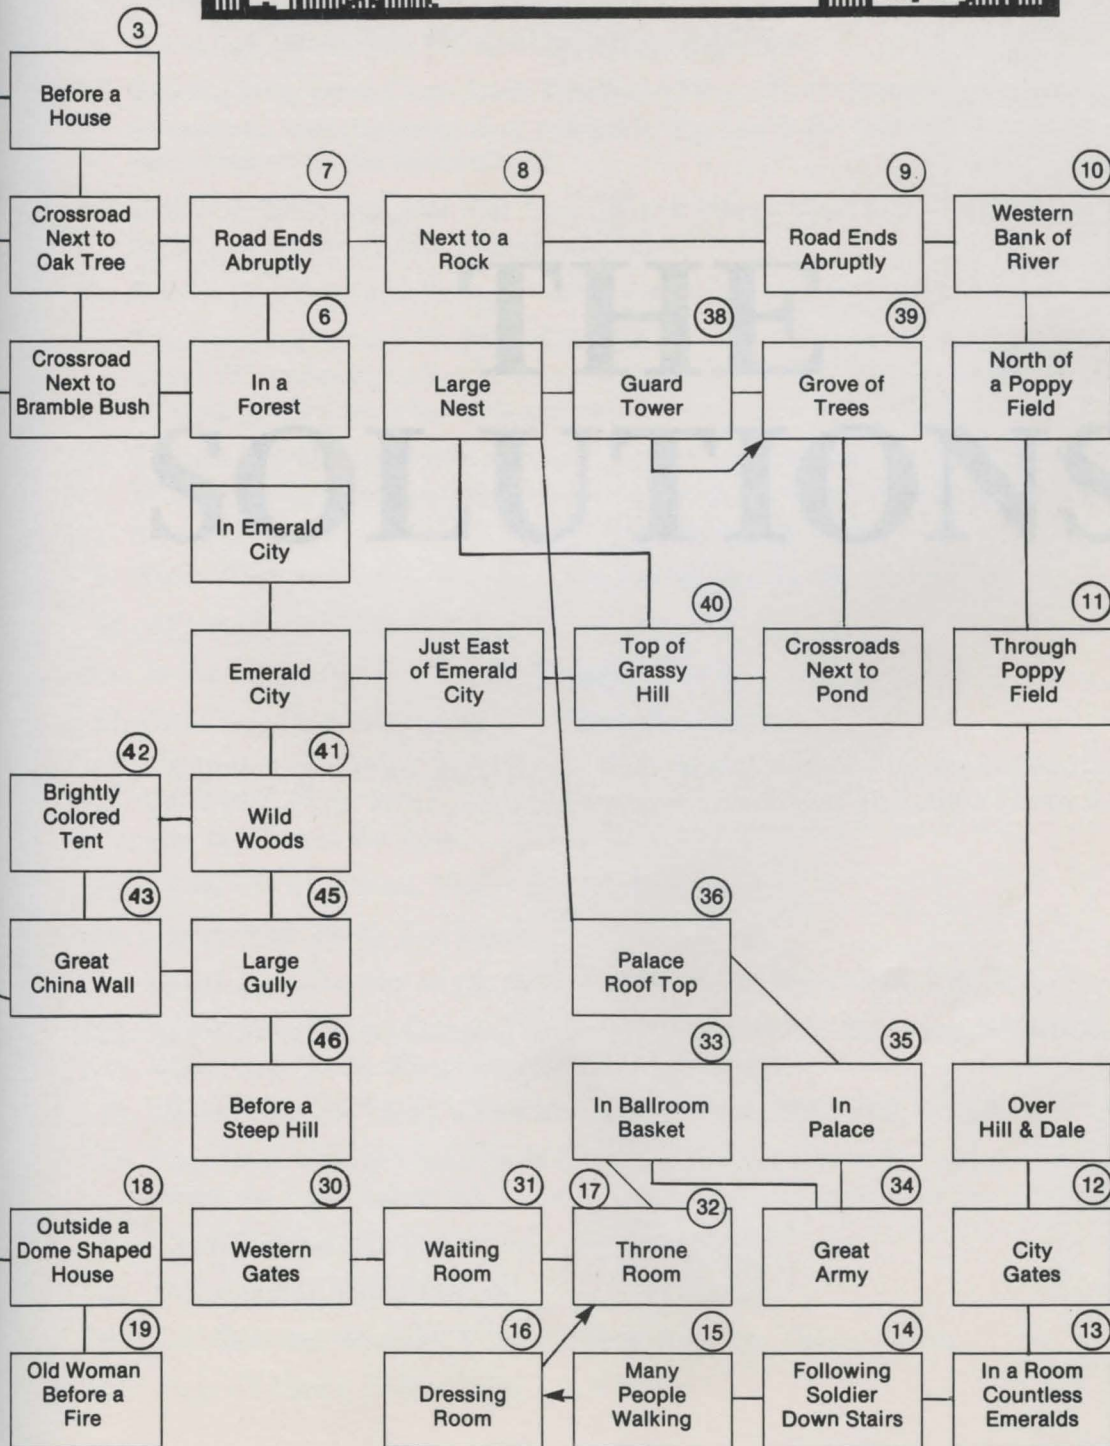 3
Before a
House
7
8
9
10
Crossroad
Next to
Oak Tree
Road Ends
Abruptly
Next to a
Rock
Road Ends
Abruptly
Western
Bank of
River
6
38
39
Crossroad
Next to
Bramble Bush
In a
Forest
Large
Nest
Guard
Tower
Grove of
Trees
North of
a Poppy
Field
THE
SOLUTIONS
In Emerald
City
40
11
Emerald
City
Just East
of Emerald
City
Top of
Grassy
Hill
Crossroads
Next to
Pond
Through
Poppy
Field
42
41
Brightly
Colored
Tent
Wild
Woods
43
45
36
Great
China Wall
Large
Gully
Palace
Roof Top
46
33
35
Before a
Steep Hill
In Ballroom
Basket
In
Palace
Over
Hill & Dale
18
30
31
17
32
34
12
Outside a
Dome Shaped
House
Western
Gates
Waiting
Room
Throne
Room
Great
Army
City
Gates
19
16
15
14
13
Old Woman
Before a
Fire
Dressing
Room
Many
People
Walking
Following
Soldier
Down Stairs
In a Room
Countless
Emeralds